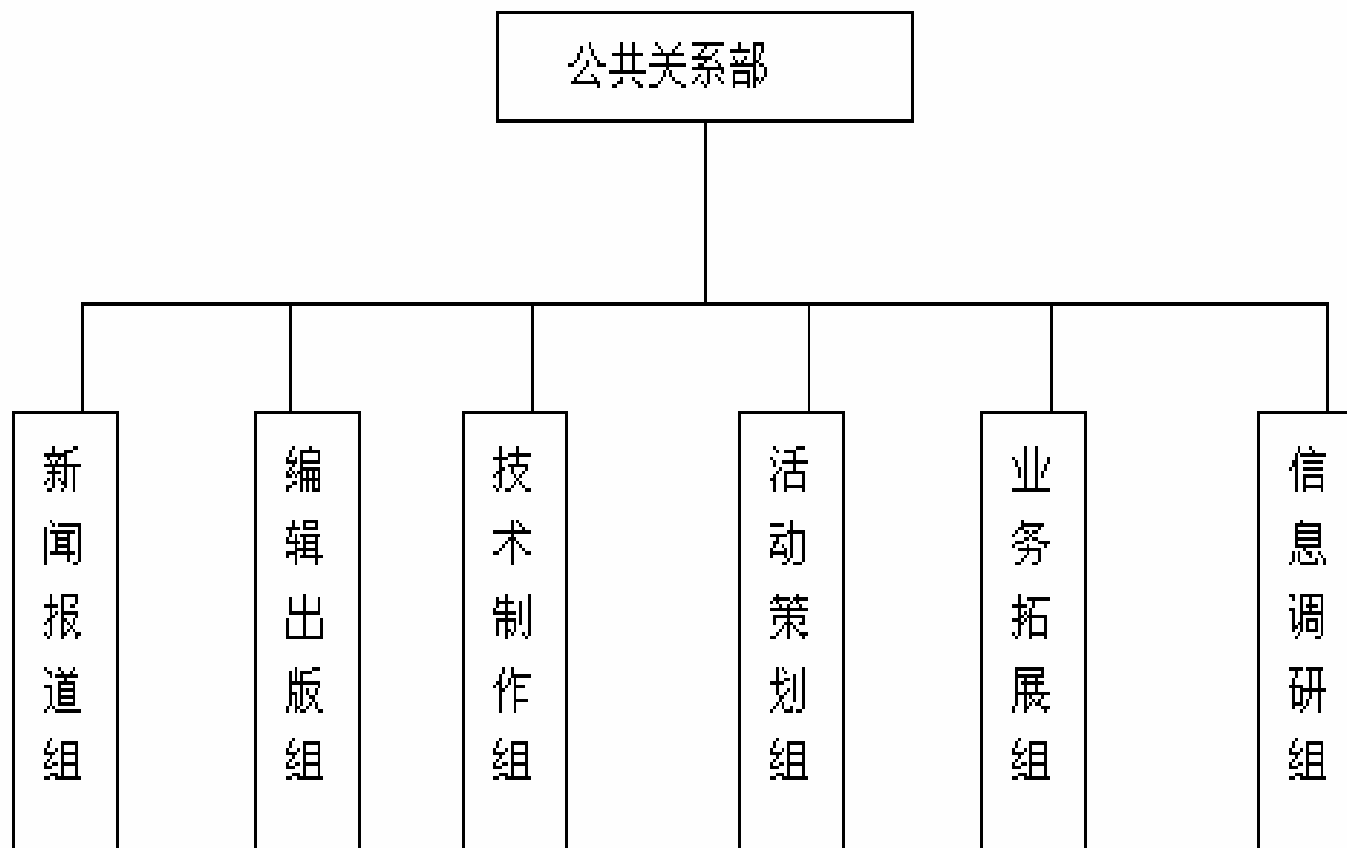 公共关系部
新闻报道组
编辑出版组
技术制作组
活动策划组
业务拓展组
信息调研组